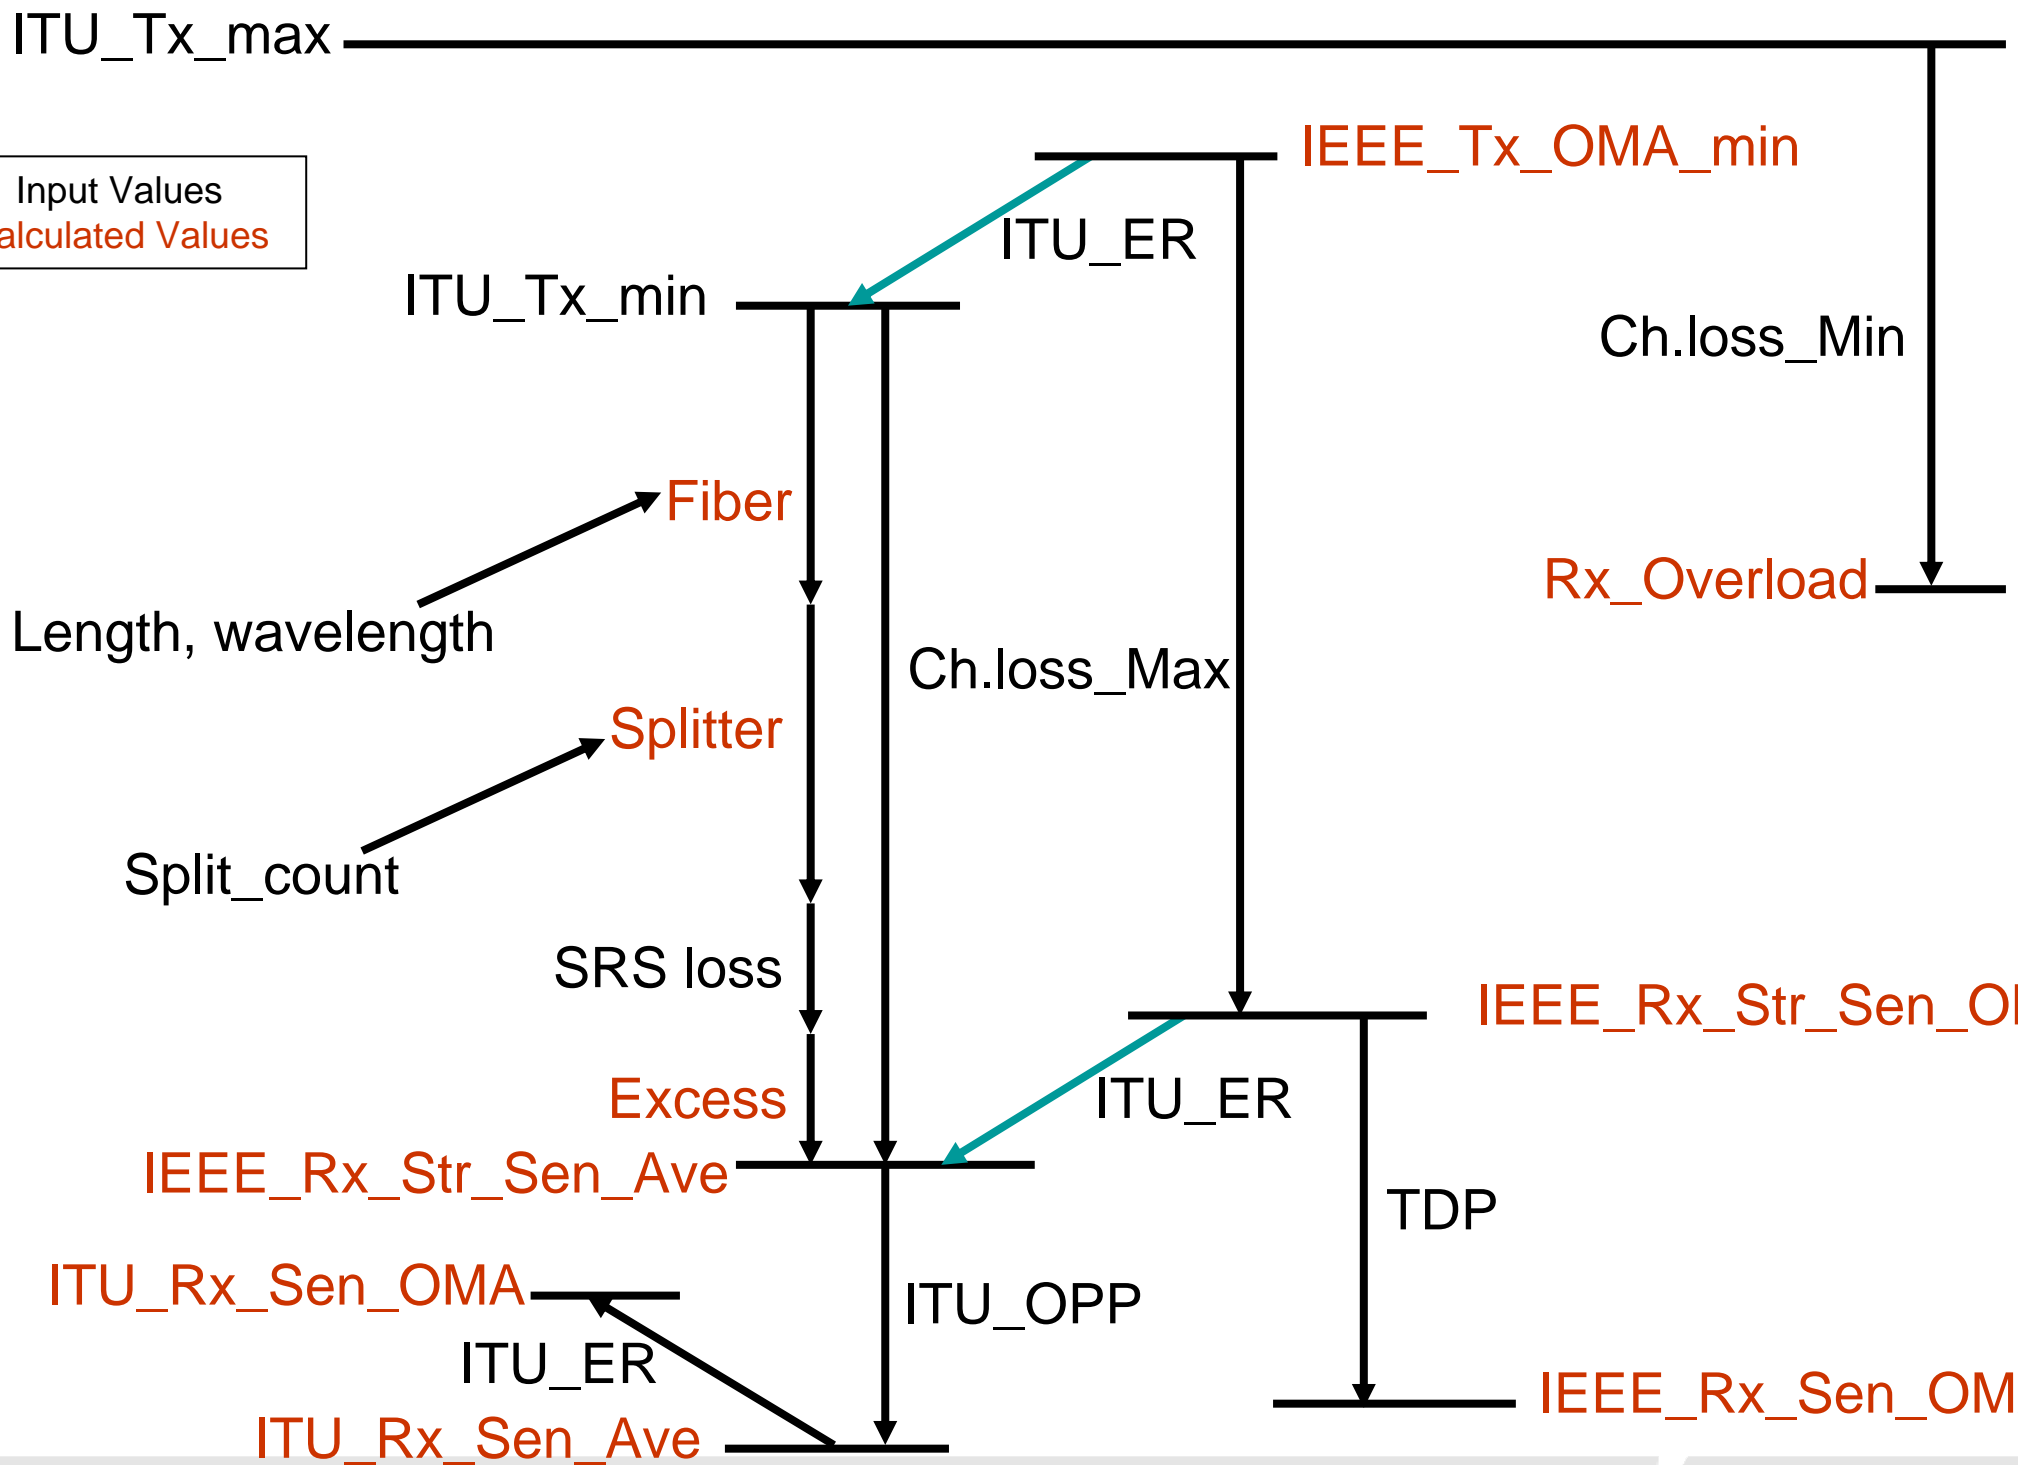 ITU_Tx_max
IEEE_Tx_OMA_min
Input Values
alculated Values
ITU_ER
ITU_Tx_min
Ch.loss_Min
Fiber
Rx_Overload
Length, wavelength
Ch.loss_Max
Splitter
Split_count
SRS loss
IEEE_Rx_Str_Sen_O
Excess
ITU_ER
IEEE_Rx_Str_Sen_Ave
TDP
ITU_Rx_Sen_OMA
ITU_OPP
ITU_ER
IEEE_Rx_Sen_OM
ITU_Rx_Sen_Ave